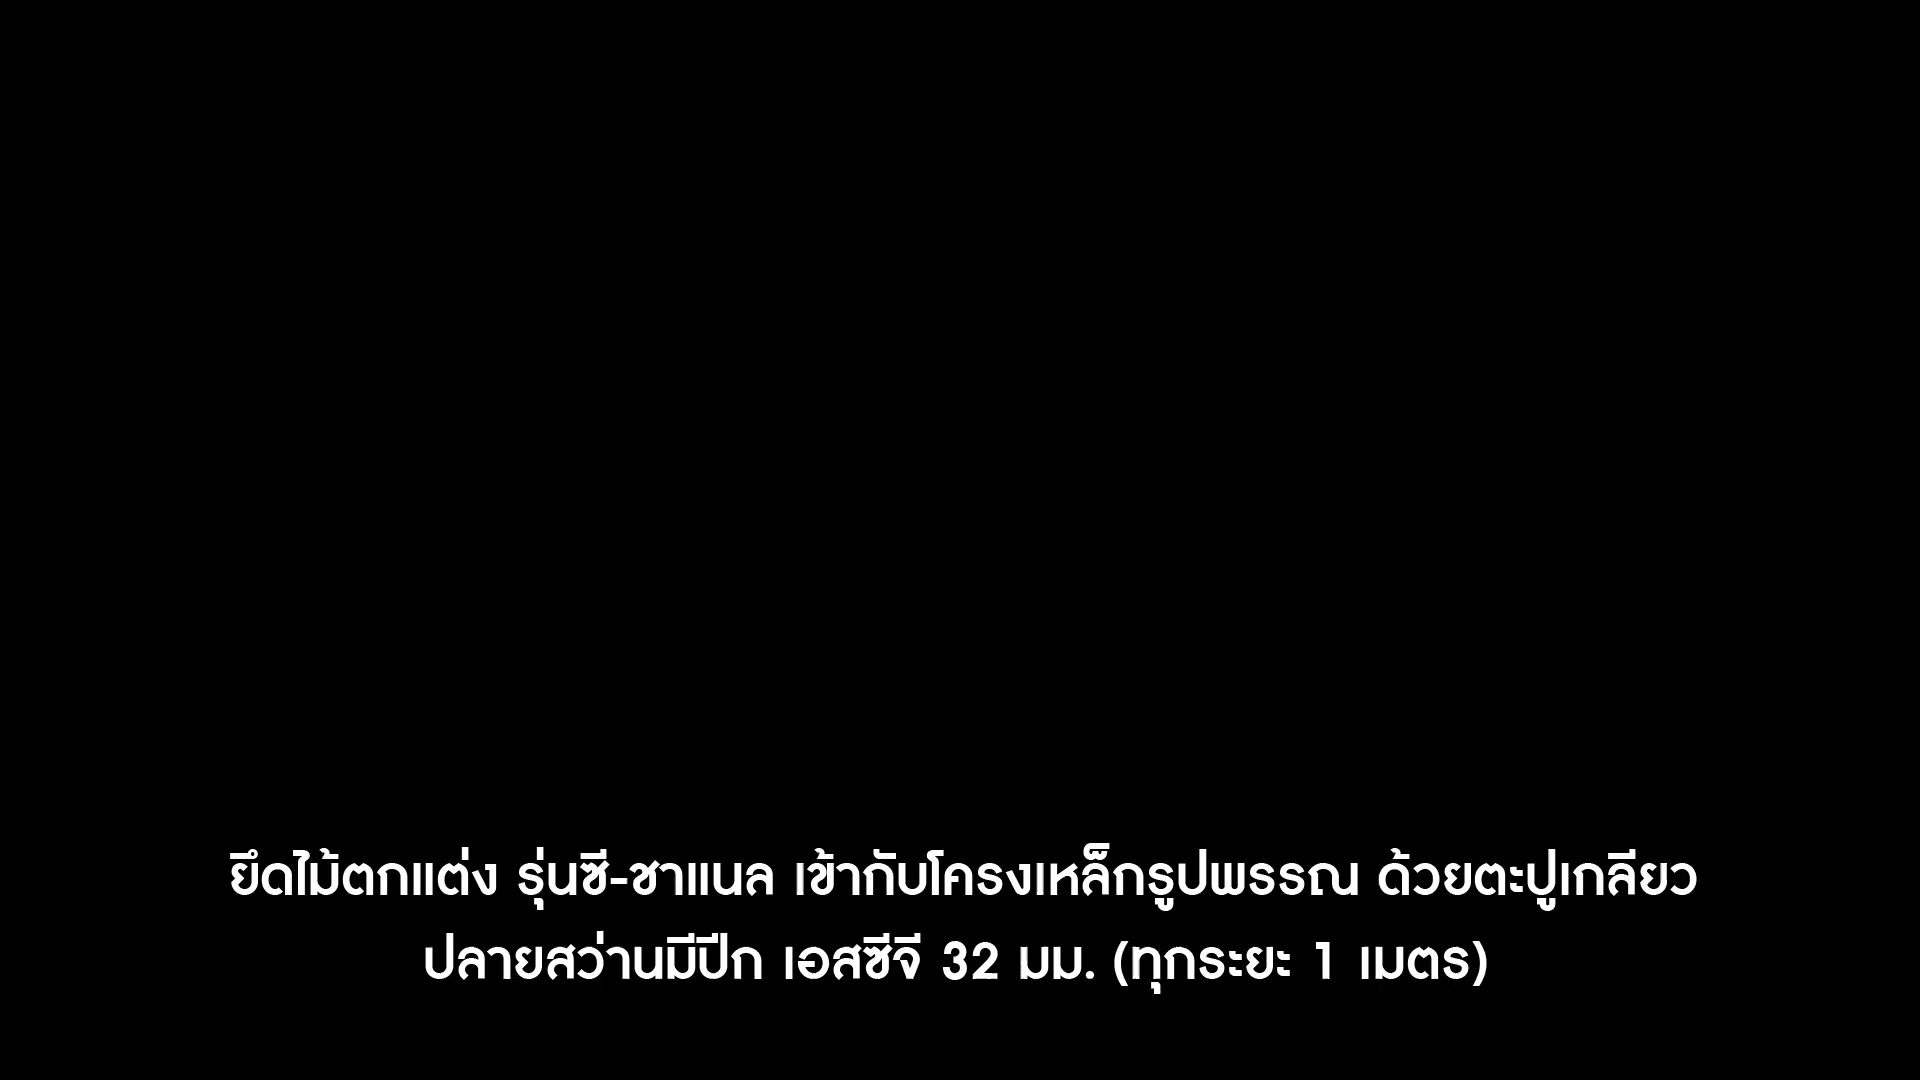 ยึดไม้ตกแต่ง รุ่นซี-ชาแนล เข้ากับโครงเหล็กรูปพรรณ ด้วยตะปูเกลียว
ปลายสว่านมีปีก เอสซีจี 32 มม. (ทุกระยะ 1 เมตร)